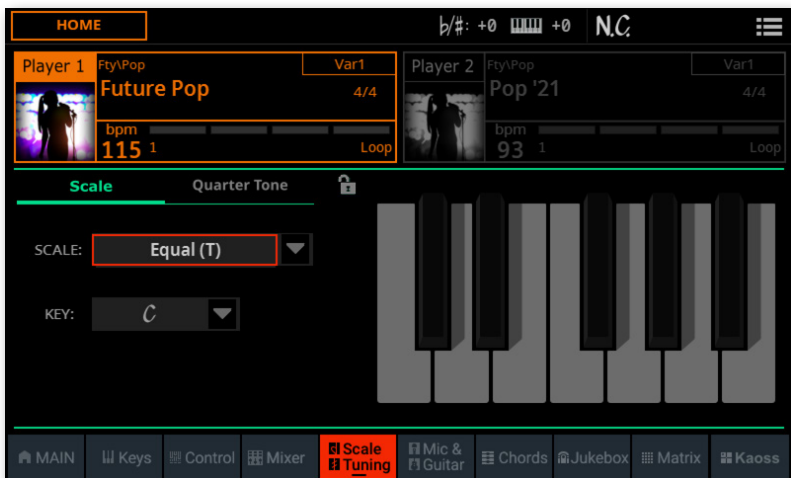 HOME
♭/♯: +0 +0 N.C.
Player 1 Fty\Pop Var1
Future Pop 4/4
bpm
115 1 Loop
Player 2 Fty\Pop Var1
Pop '21 4/4
bpm
93 1 Loop
Scale Quarter Tone
SCALE: Equal (T)
KEY: C
MAIN Keys Control Mixer Scale Tuning Mic & Guitar Chords Jukebox Matrix Kaoss